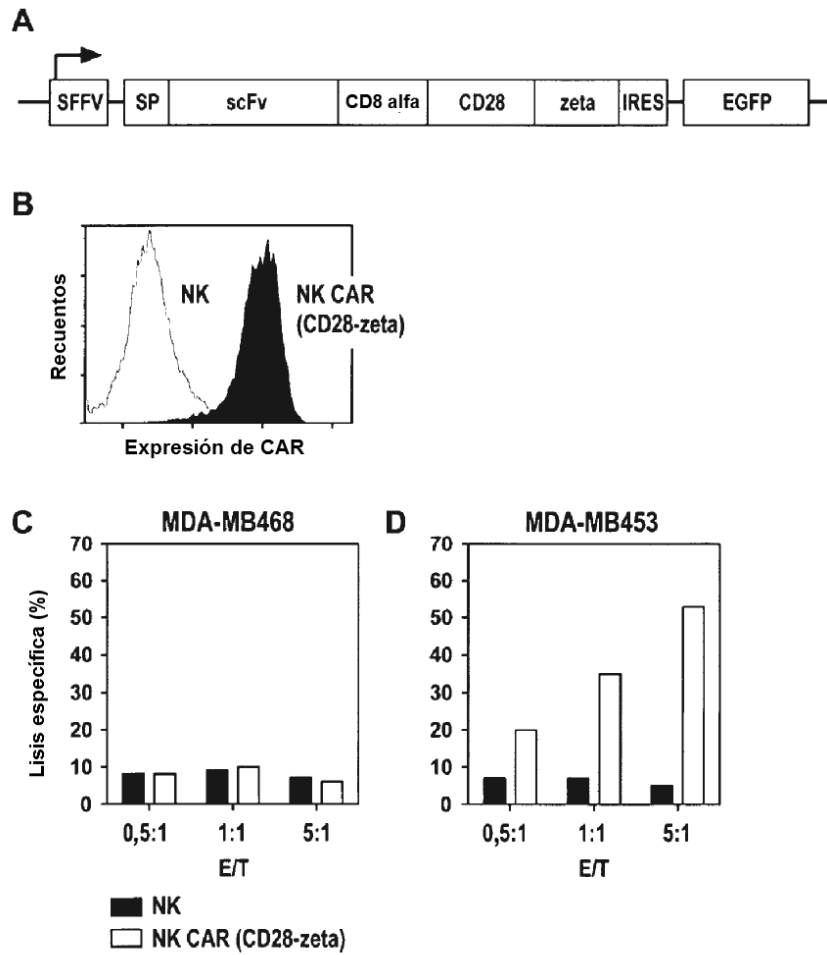 A
SFFV SP scFv CD8 alfa CD28 zeta IRES EGFP
B
Recuentos
NK
NK CAR
(CD28-zeta)
Expresión de CAR
C MDA-MB468
Lisis específica (%)
70
60
50
40
30
20
10
0
0,5:1 1:1 5:1
E/T
D MDA-MB453
70
60
50
40
30
20
10
0
0,5:1 1:1 5:1
E/T
NK
NK CAR (CD28-zeta)